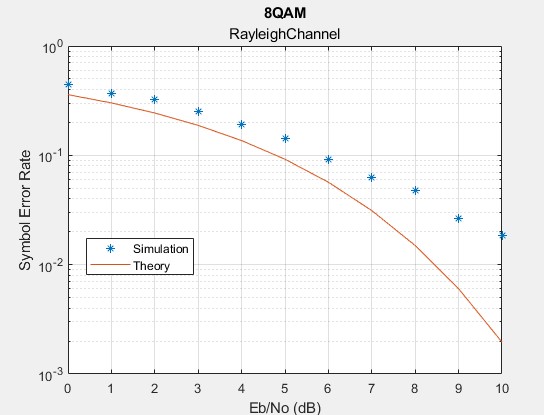 8QAM
RayleighChannel
10^0
10^-1
10^-2
10^-3
Symbol Error Rate
Simulation
Theory
0 1 2 3 4 5 6 7 8 9 10
Eb/No (dB)